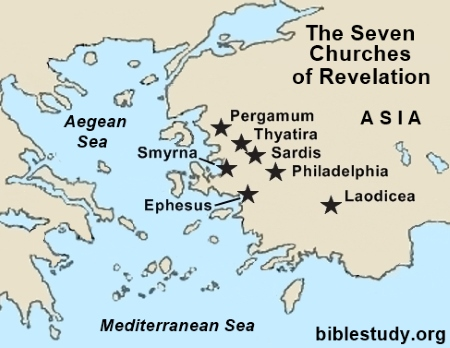 The Seven
Churches
of Revelation
Aegean
Sea
Pergamum
ASIA
Thyatira
Smyrna
Sardis
Philadelphia
Ephesus
Laodicea
Mediterranean Sea
biblestudy.org